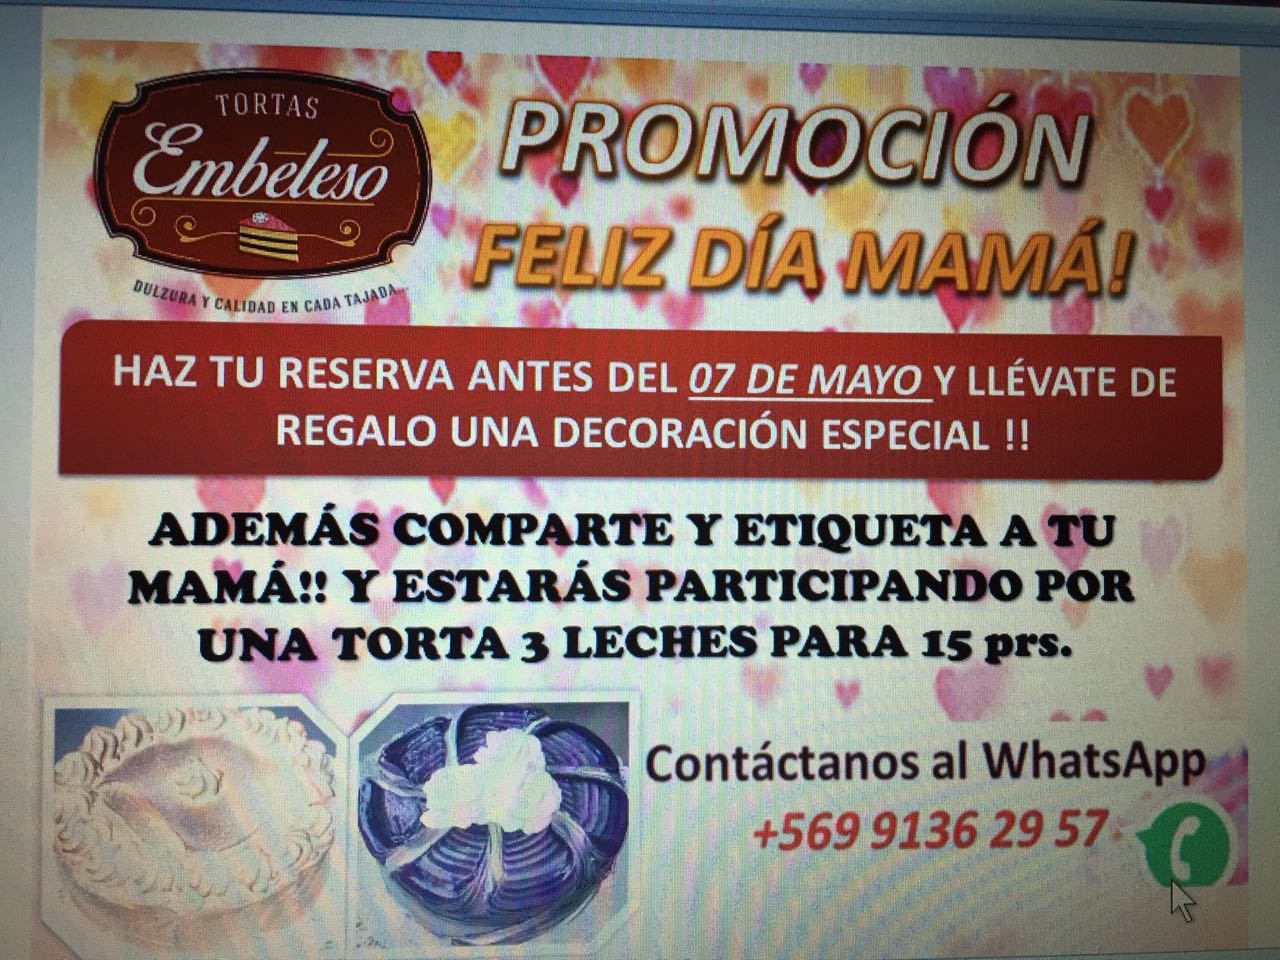 TORTAS
Embeleso
DULZURA Y CALIDAD EN CADA TAJADA...
PROMOCIÓN
FELIZ DÍA MAMÁ!
HAZ TU RESERVA ANTES DEL 07 DE MAYO Y LLÉVATE DE
REGALO UNA DECORACIÓN ESPECIAL !!
ADEMÁS COMPARTE Y ETIQUETA A TU
MAMÁ!! Y ESTARÁS PARTICIPANDO POR
UNA TORTA 3 LECHES PARA 15 prs.
Contáctanos al WhatsApp
+569 9136 29 57